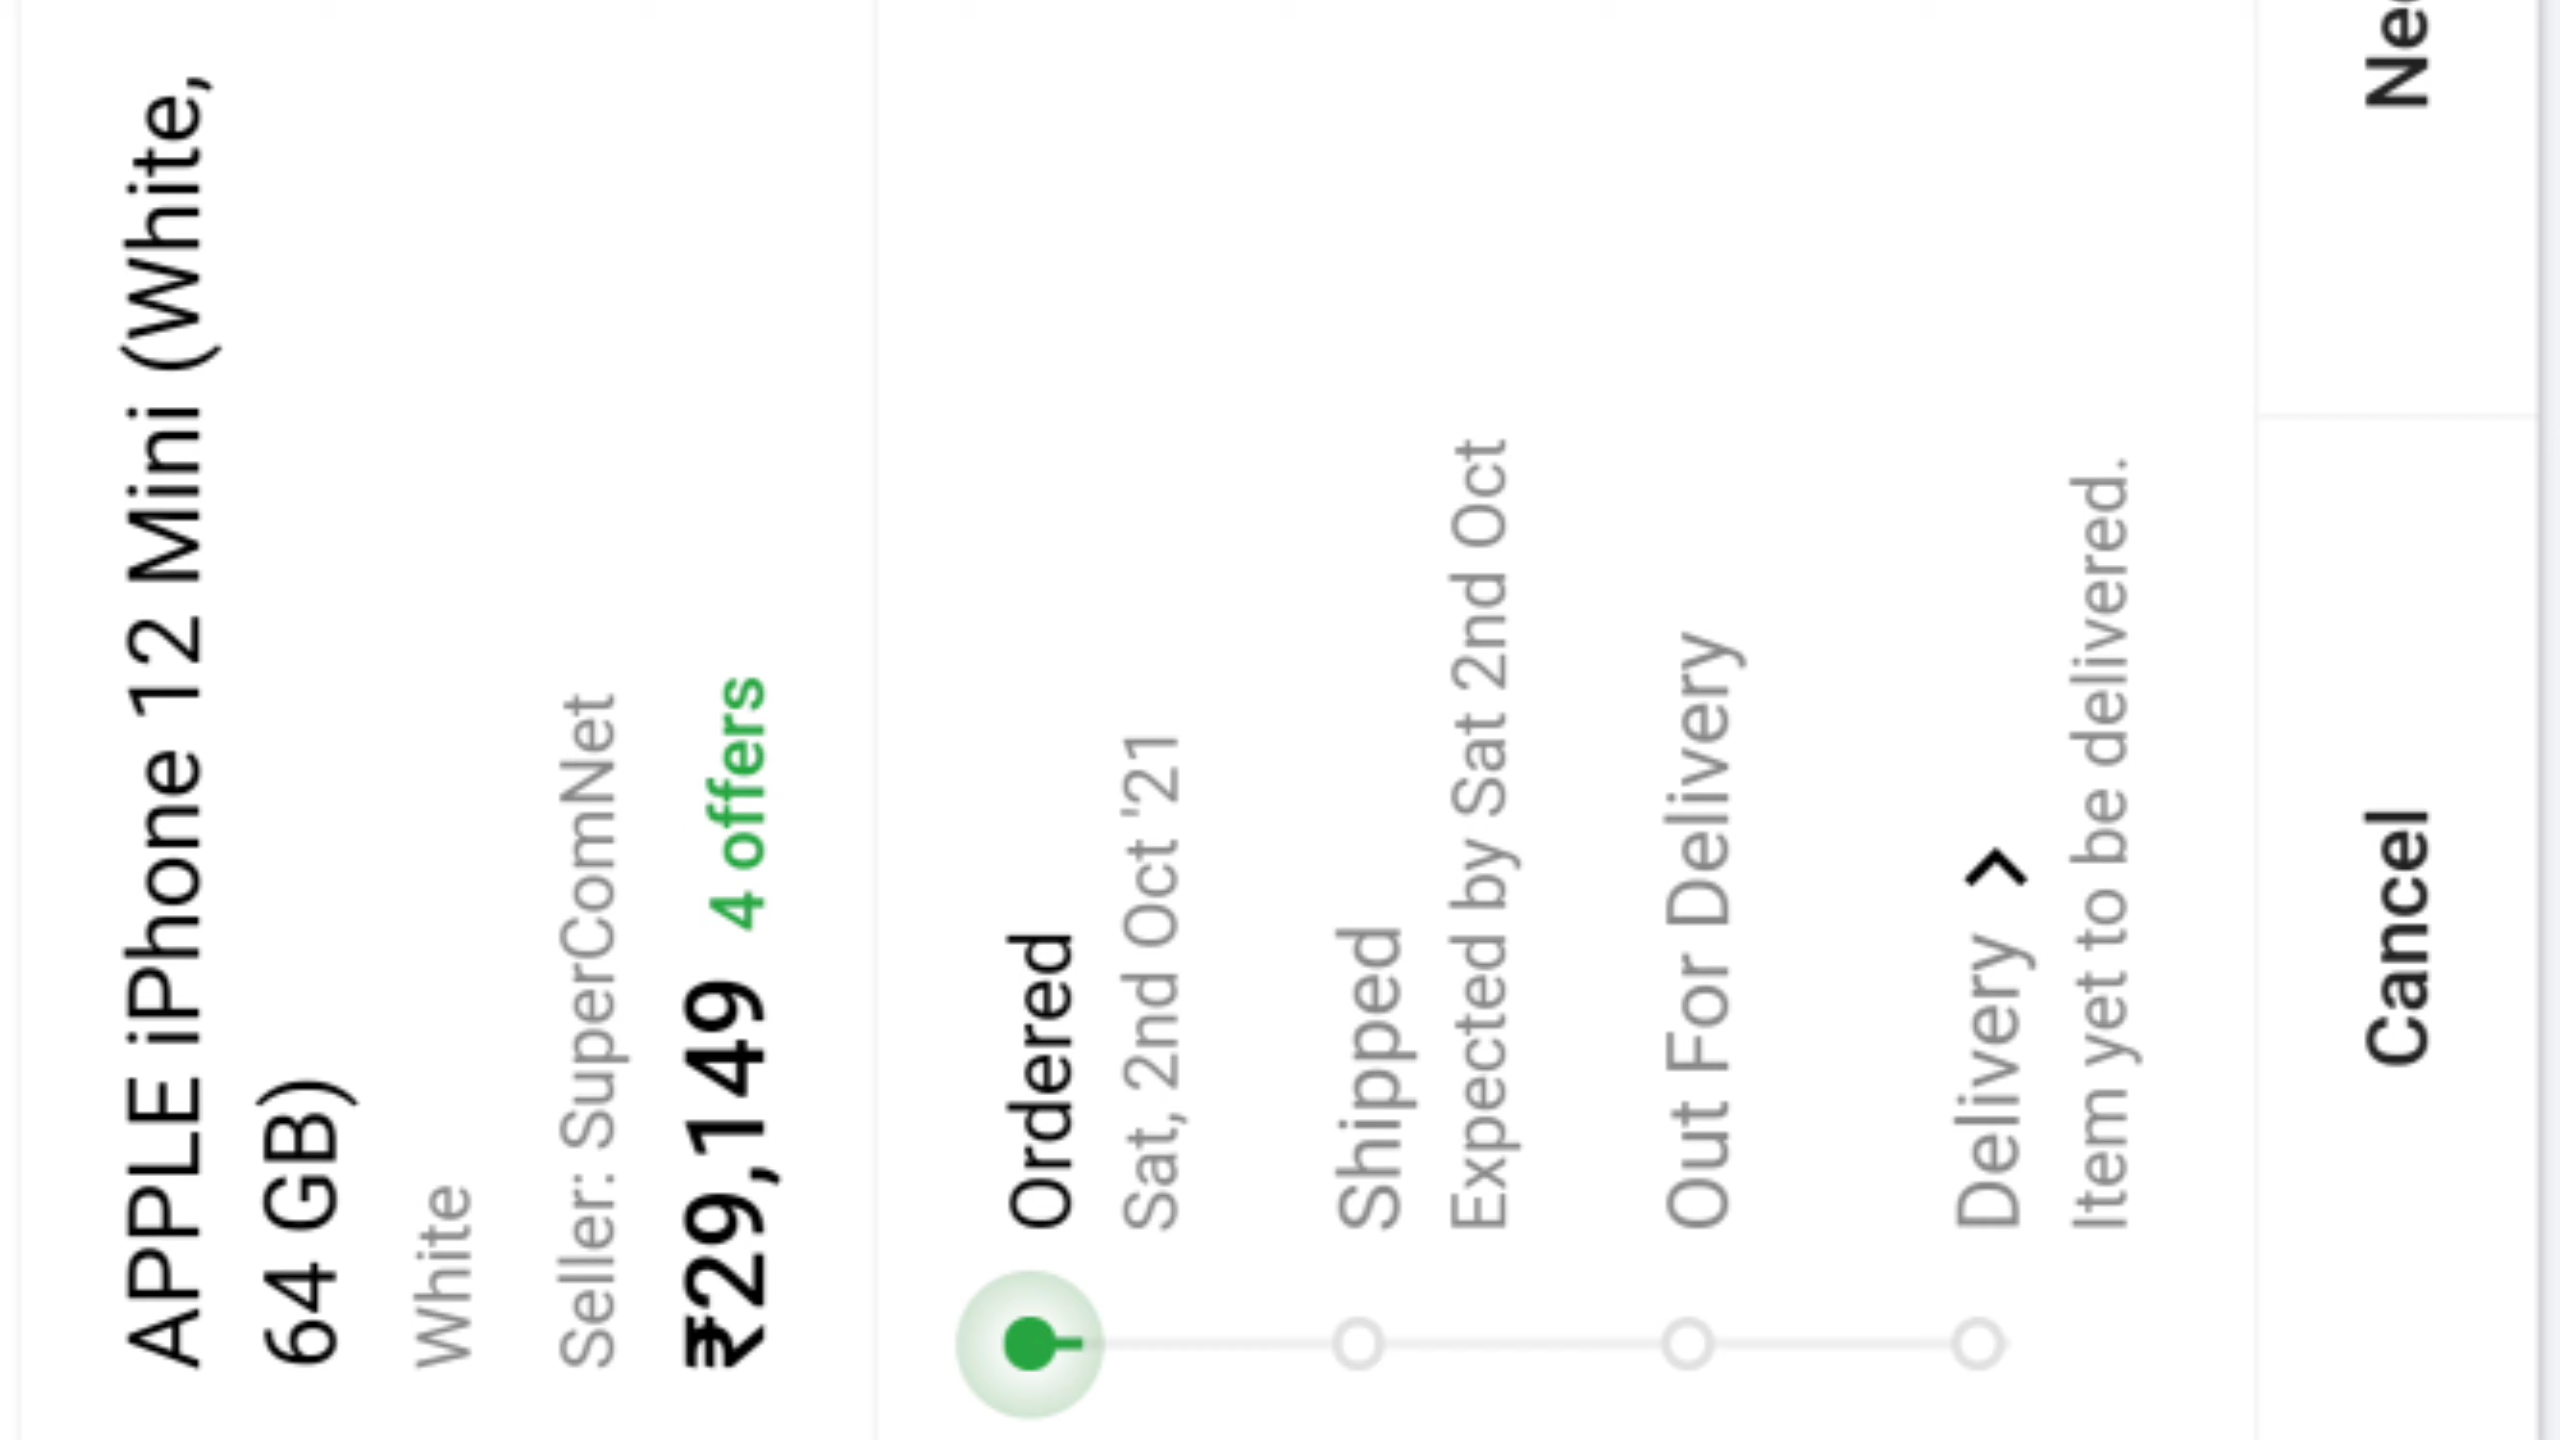 APPLE iPhone 12 Mini (White,
64 GB)
White
Seller: SuperComNet
₹29,149 4 offers
Ordered
Sat, 2nd Oct '21
Shipped
Expected by Sat 2nd Oct
Out For Delivery
Delivery
Item yet to be delivered.
Cancel